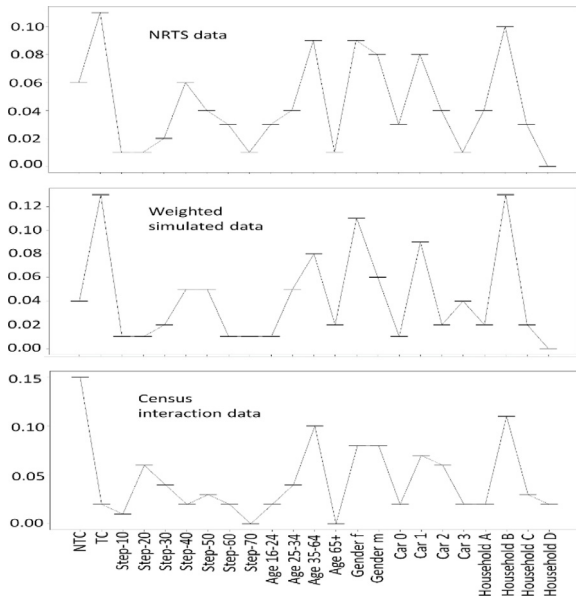 NRTS data
0.10
0.08
0.06
0.04
0.02
0.00
Weighted
simulated data
0.12
0.10
0.08
0.06
0.04
0.02
0.00
Census
interaction data
0.15
0.10
0.05
0.00
NTC
TC
Step-10
Step-20
Step-30
Step-40
Step-50
Step-60
Step-70
Age 16-24
Age 25-34
Age 35-64
Age 65+
Gender f
Gender m
Car 0
Car 1
Car 2
Car 3
Household A
Household B
Household C
Household D